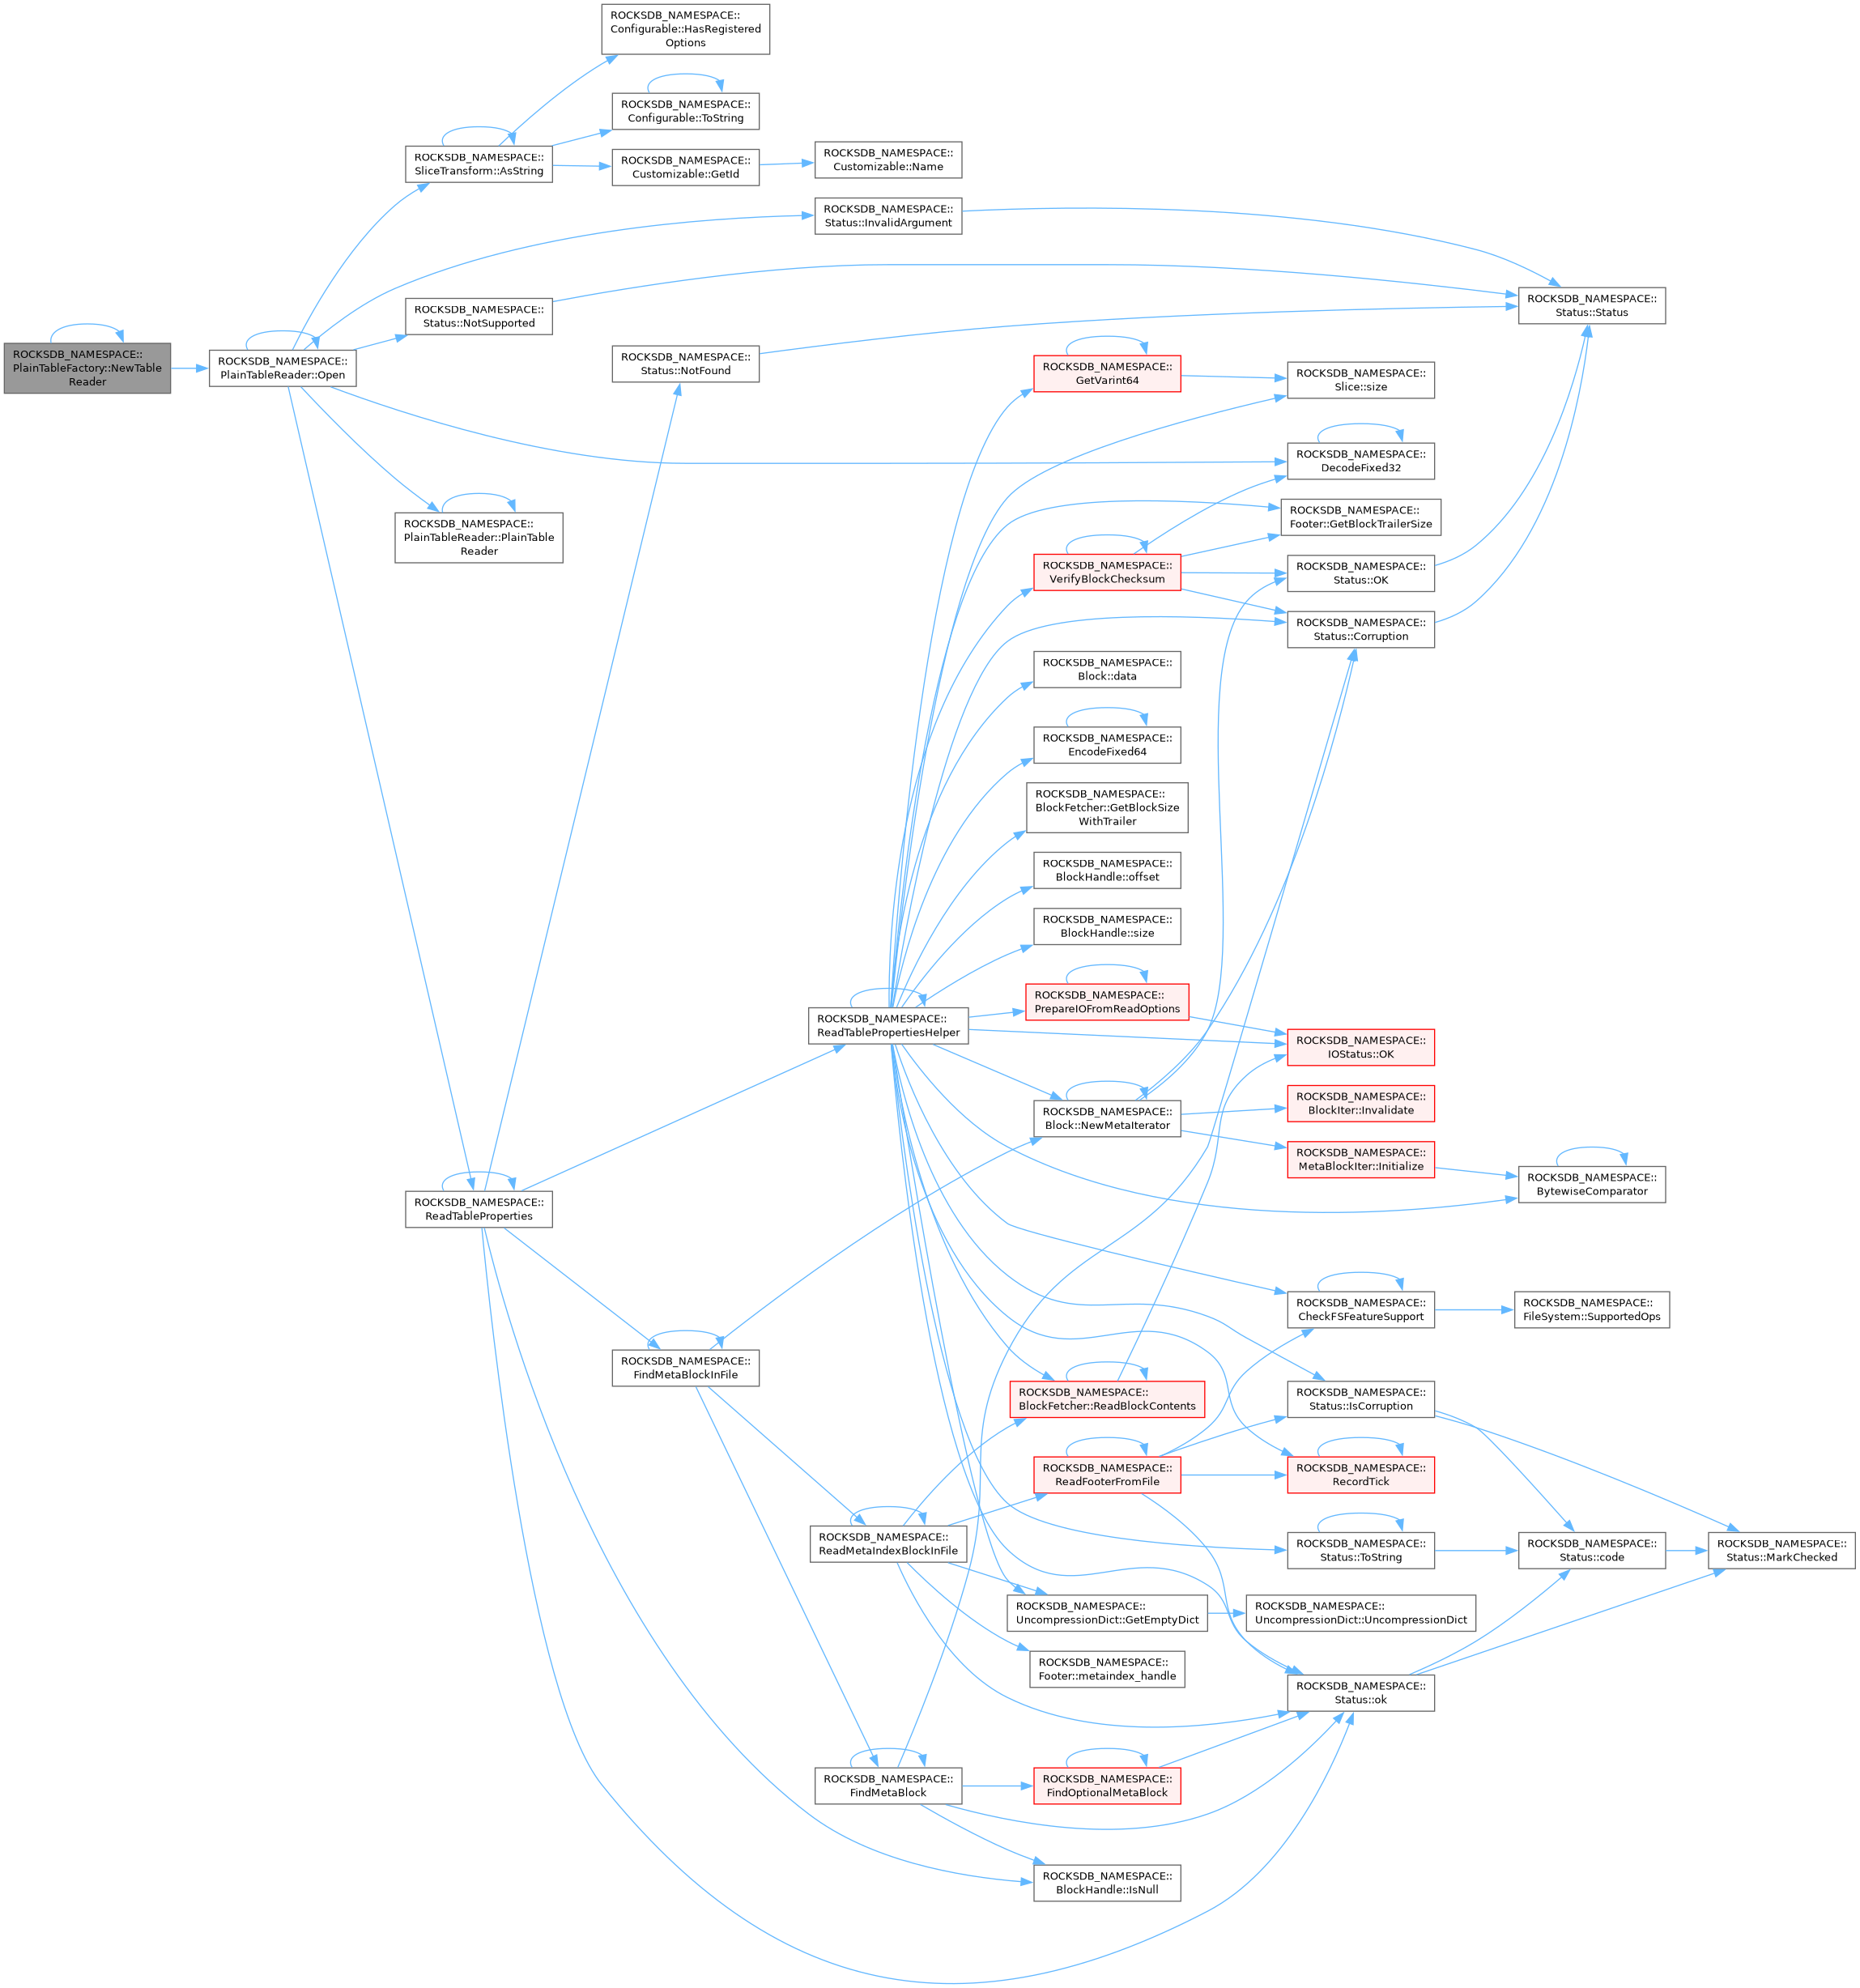 ROCKSDB_NAMESPACE::
Configurable::HasRegistered
Options
ROCKSDB_NAMESPACE::
Configurable::ToString
ROCKSDB_NAMESPACE::
SliceTransform::AsString
ROCKSDB_NAMESPACE::
Customizable::GetId
ROCKSDB_NAMESPACE::
Customizable::Name
ROCKSDB_NAMESPACE::
Status::InvalidArgument
ROCKSDB_NAMESPACE::
Status::NotSupported
ROCKSDB_NAMESPACE::
Status::Status
ROCKSDB_NAMESPACE::
PlainTableFactory::NewTable
Reader
ROCKSDB_NAMESPACE::
PlainTableReader::Open
ROCKSDB_NAMESPACE::
Status::NotFound
ROCKSDB_NAMESPACE::
GetVarint64
ROCKSDB_NAMESPACE::
Slice::size
ROCKSDB_NAMESPACE::
DecodeFixed32
ROCKSDB_NAMESPACE::
PlainTableReader::PlainTable
Reader
ROCKSDB_NAMESPACE::
Footer::GetBlockTrailerSize
ROCKSDB_NAMESPACE::
VerifyBlockChecksum
ROCKSDB_NAMESPACE::
Status::OK
ROCKSDB_NAMESPACE::
Status::Corruption
ROCKSDB_NAMESPACE::
Block::data
ROCKSDB_NAMESPACE::
EncodeFixed64
ROCKSDB_NAMESPACE::
BlockFetcher::GetBlockSize
WithTrailer
ROCKSDB_NAMESPACE::
BlockHandle::offset
ROCKSDB_NAMESPACE::
BlockHandle::size
ROCKSDB_NAMESPACE::
PrepareIOFromReadOptions
ROCKSDB_NAMESPACE::
ReadTablePropertiesHelper
ROCKSDB_NAMESPACE::
IOStatus::OK
ROCKSDB_NAMESPACE::
Block::NewMetaIterator
ROCKSDB_NAMESPACE::
BlockIter::Invalidate
ROCKSDB_NAMESPACE::
MetaBlockIter::Initialize
ROCKSDB_NAMESPACE::
BytewiseComparator
ROCKSDB_NAMESPACE::
ReadTableProperties
ROCKSDB_NAMESPACE::
CheckFSFeatureSupport
ROCKSDB_NAMESPACE::
FileSystem::SupportedOps
ROCKSDB_NAMESPACE::
FindMetaBlockInFile
ROCKSDB_NAMESPACE::
BlockFetcher::ReadBlockContents
ROCKSDB_NAMESPACE::
Status::IsCorruption
ROCKSDB_NAMESPACE::
ReadFooterFromFile
ROCKSDB_NAMESPACE::
RecordTick
ROCKSDB_NAMESPACE::
ReadMetaIndexBlockInFile
ROCKSDB_NAMESPACE::
Status::ToString
ROCKSDB_NAMESPACE::
Status::code
ROCKSDB_NAMESPACE::
Status::MarkChecked
ROCKSDB_NAMESPACE::
UncompressionDict::GetEmptyDict
ROCKSDB_NAMESPACE::
UncompressionDict::UncompressionDict
ROCKSDB_NAMESPACE::
Footer::metaindex_handle
ROCKSDB_NAMESPACE::
Status::ok
ROCKSDB_NAMESPACE::
FindMetaBlock
ROCKSDB_NAMESPACE::
FindOptionalMetaBlock
ROCKSDB_NAMESPACE::
BlockHandle::IsNull